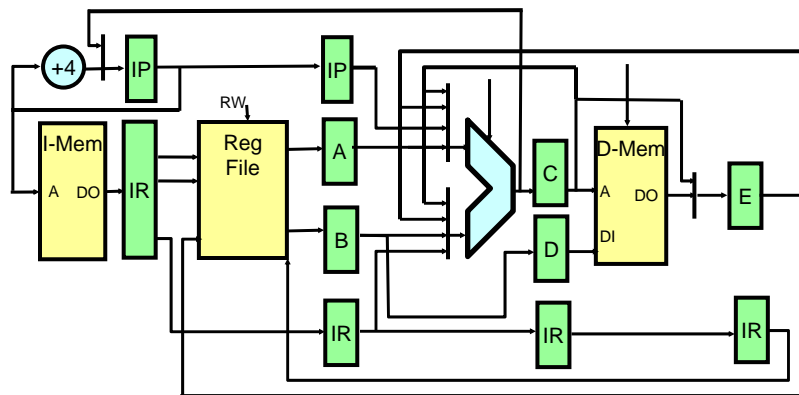 +4
IP
IP
RW
I-Mem
A
DO
IR
Reg
File
A
B
C
D
D-Mem
A
DO
DI
E
IR
IR
IR